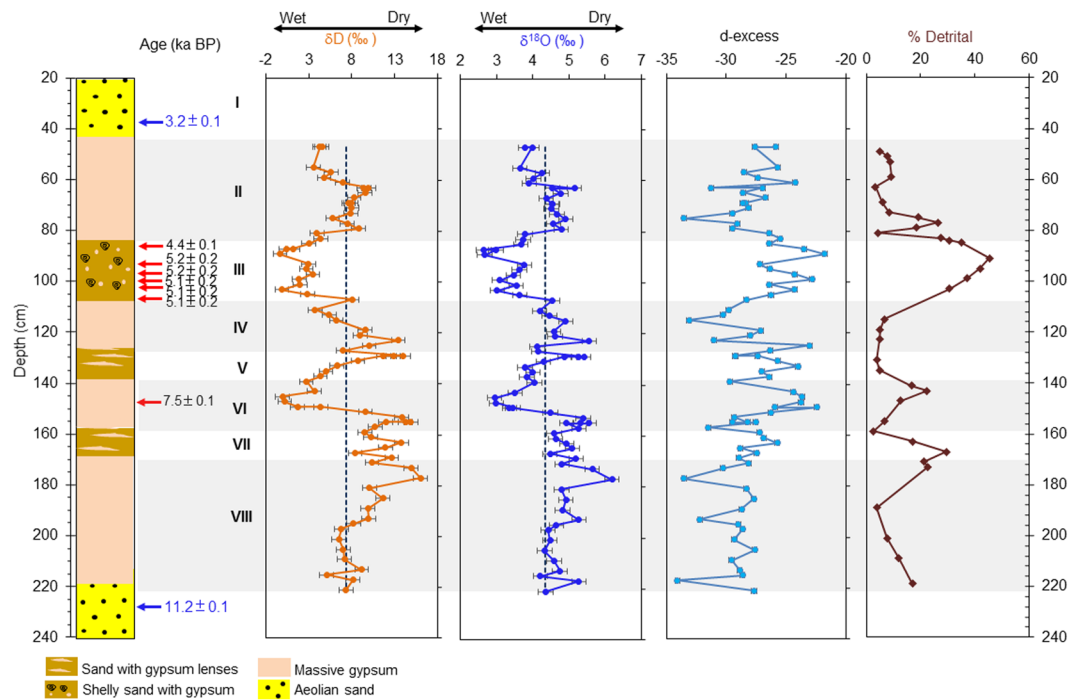 Wet Dry Wet Dry
Age (ka BP) δD (‰) δ¹⁸O (‰) d-excess % Detrital
-2 3 8 13 18 2 3 4 5 6 7 -35 -30 -25 -20 0 20 40 60
Depth (cm)
20 I 20
3.2 ± 0.1
40 40
II
60 60
80 80
4.4 ± 0.1
5.2 ± 0.2
III
5.2 ± 0.2
100 5.1 ± 0.2 100
5.1 ± 0.2
5.1 ± 0.2
IV
120 120
V
140 140
7.5 ± 0.1 VI
160 160
VII
180 180
VIII
200 200
220 220
11.2 ± 0.1
240 240
Sand with gypsum lenses Massive gypsum
Shelly sand with gypsum Aeolian sand